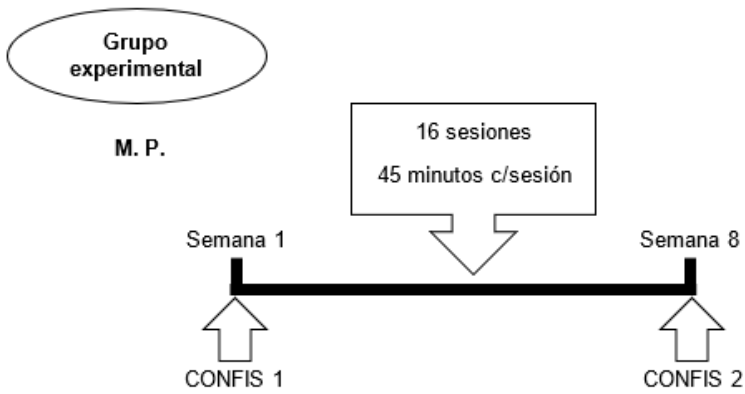 Grupo
experimental
M. P.
16 sesiones
45 minutos c/sesión
Semana 1
Semana 8
CONFIS 1
CONFIS 2